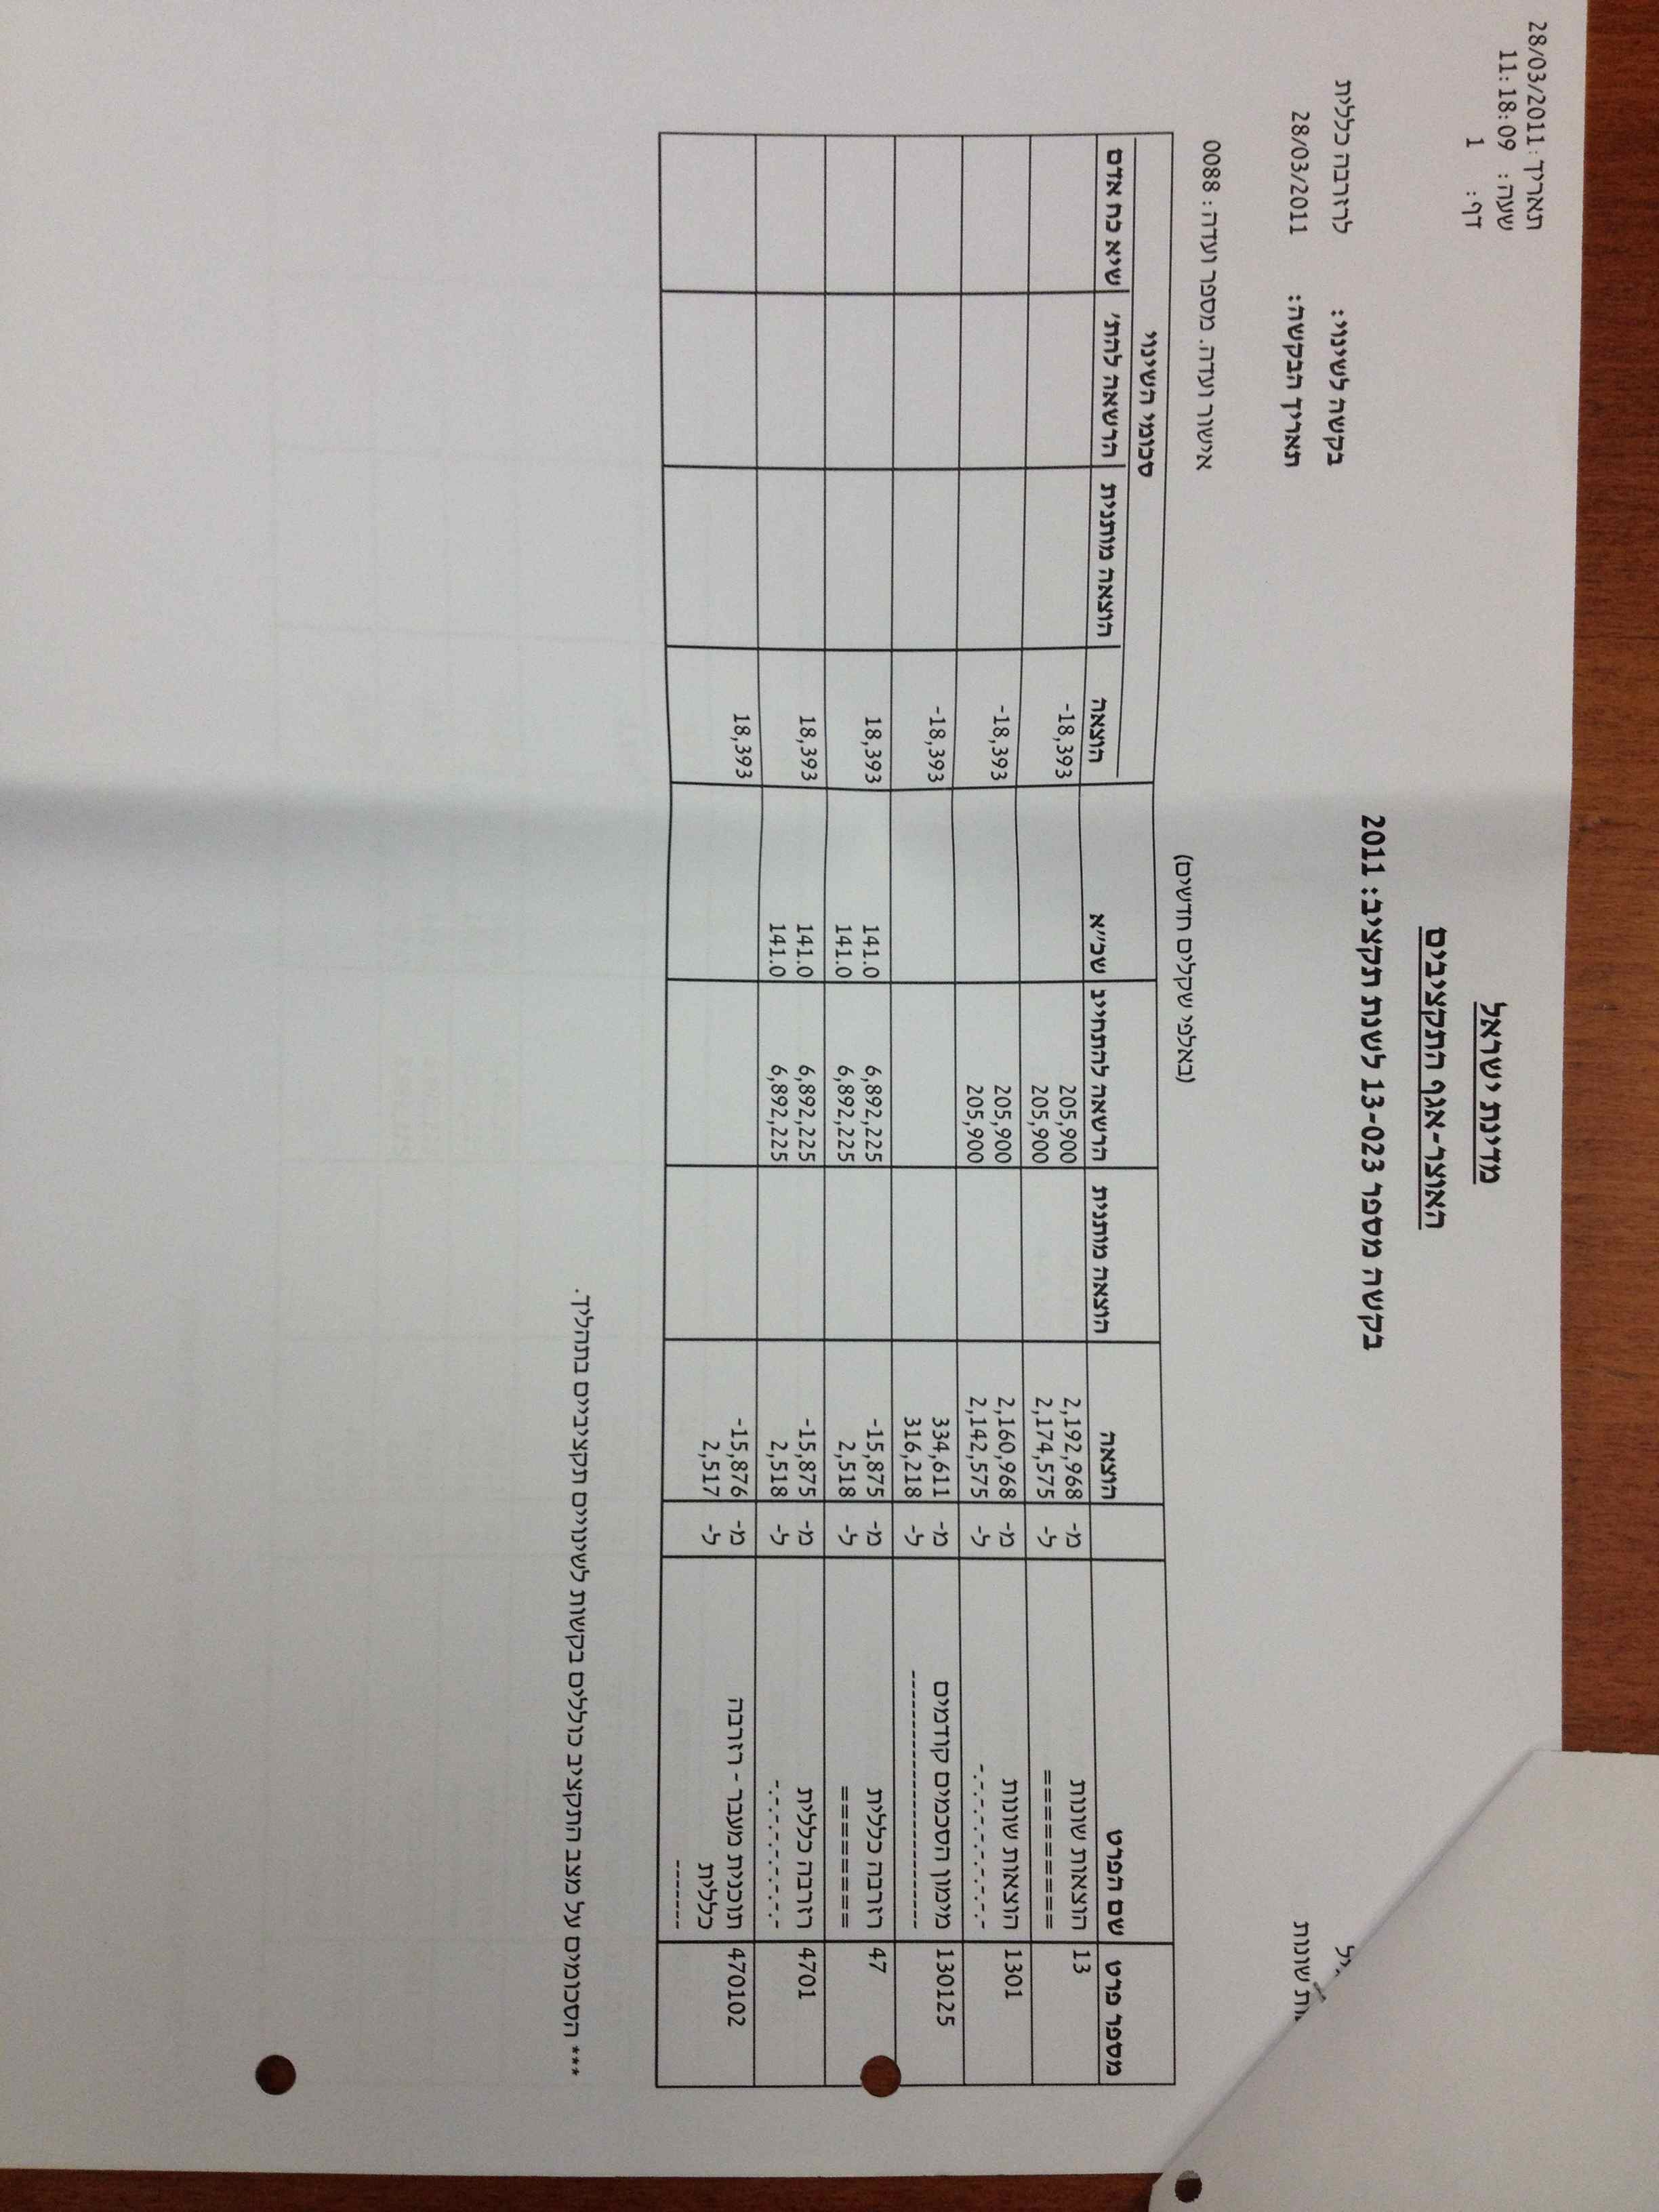 תאריך: 28/03/2011
שעה: 11:18:09
דף: 1
מדינת ישראל
האוצר-אגף התקציבים
בקשה מספר 13-023 לשנת תקציב: 2011
בקשה לשינוי: לרזרבה כללית
שונות תאריך הבקשה: 28/03/2011
אישור ועדה. מספר ועדה: 0088
(באלפי שקלים חדשים)
סכומי השינוי
מספר פרט שם הפרט הוצאה הוצאה מותנית הרשאה להתחייב שכ"א הוצאה הוצאה מותנית הרשאה להת' שיא כח אדם
13 הוצאות שונות מ- 2,192,968 205,900 -18,393
======== ל- 2,174,575 205,900
1301 הוצאות שונות מ- 2,160,968 205,900 -18,393
-.-.-.-.-.-.-.- ל- 2,142,575 205,900
130125 מימון הסכמים קודמים מ- 334,611 -18,393
---------------------- ל- 316,218
47 רזרבה כללית מ- -15,875 6,892,225 141.0 18,393
======== ל- 2,518 6,892,225 141.0
4701 רזרבה כללית מ- -15,875 6,892,225 141.0 18,393
-.-.-.-.-.-.-.- ל- 2,518 6,892,225 141.0
470102 תוכנית מעבר - רזרבה מ- -15,876 18,393
כללית ל- 2,517
------
*** הסכומים על מצב התקציב כוללים בקשות לשינויים תקציביים בתהליך.